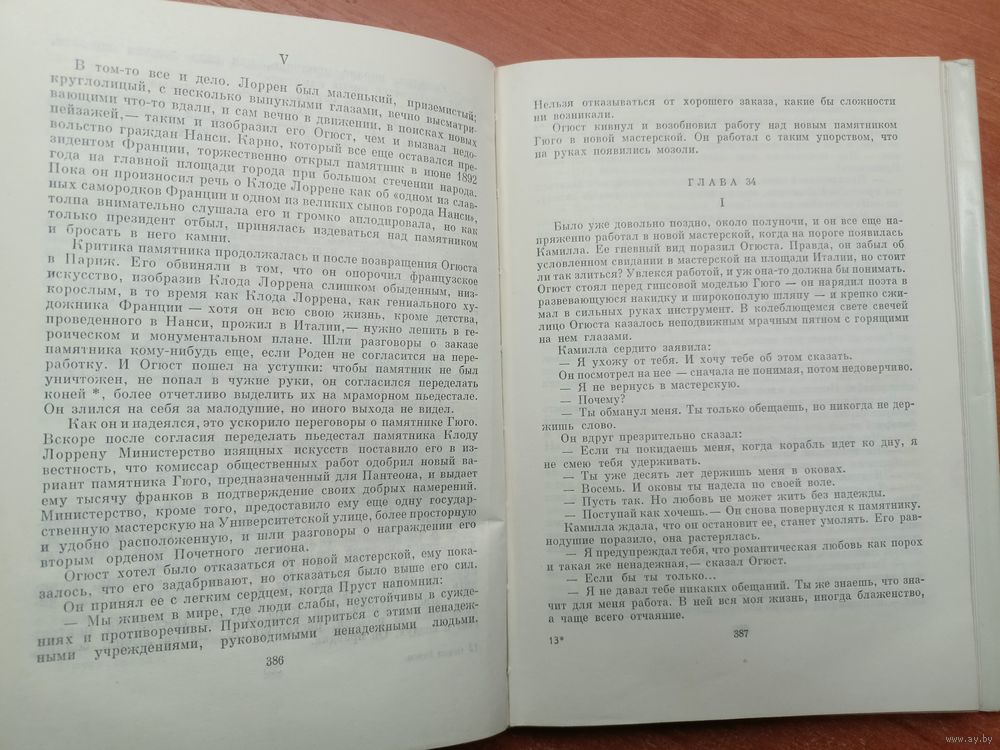 V
В том-то все и дело. Лоррен был маленький, приземистый;
круглолицый, с несколько выпуклыми глазами, вечно высматри-
вающими что-то вдали, и сам вечно в движении, в поисках новых
пейзажей,— таким и изобразил его Огюст, чем и вызвал недо-
вольство граждан Нанси. Карно, который все еще оставался пре-
зидентом Франции, торжественно открыл памятник в июне 1892
года на главной площади города при большом стечении народа.
Пока он произносил речь о Клоде Лоррене как об «одном из слав-
ных самородков Франции и одном из великих сынов города Нанси»,
толпа внимательно слушала его и громко аплодировала, но как
только президент отбыл, принялась издеваться над памятником
и бросать в него камни.
Критика памятника продолжалась и после возвращения Огюста
в Париж. Его обвиняли в том, что он опорочил французское
искусство, изобразив Клода Лоррена слишком обыденным, низ-
корослым, в то время как Клода Лоррена, как гениального ху-
дожника Франции — хотя он всю свою жизнь, кроме детства,
проведенного в Нанси, прожил в Италии,— нужно лепить в ге-
роическом и монументальном плане. Шли разговоры о заказе
памятника кому-нибудь еще, если Роден не согласится на пере-
работку. И Огюст пошел на уступки: чтобы памятник не был
уничтожен, не попал в чужие руки, он согласился переделать
коней *, более отчетливо выделить их на мраморном пьедестале.
Он злился на себя за малодушие, но иного выхода не видел.
Как он и надеялся, это ускорило переговоры о памятнике Гюго.
Вскоре после согласия переделать пьедестал памятника Клоду
Лоррену Министерство изящных искусств поставило его в из-
вестность, что комиссар общественных работ одобрил новый ва-
риант памятника Гюго, предназначенный для Пантеона, и выдает
ему тысячу франков в подтверждение своих добрых намерений.
Министерство, кроме того, предоставило ему еще одну государ-
ственную мастерскую на Университетской улице, более просторную
и удобно расположенную, и шли разговоры о награждении его
вторым орденом Почетного легиона.
Огюст хотел было отказаться от новой мастерской, ему пока-
залось, что его задабривают, но отказаться было выше его сил.
Он принял ее с легким сердцем, когда Пруст напомнил:
— Мы живем в мире, где люди слабы, неустойчивы в сужде-
ниях и противоречивы. Приходится мириться с этими ненадеж-
ными учреждениями, руководимыми ненадежными людьми.
386
Нельзя отказываться от хорошего заказа, какие бы сложности
ни возникали.
Огюст кивнул и возобновил работу над новым памятником
Гюго в новой мастерской. Он работал с таким упорством, что
на руках появились мозоли.
ГЛАВА 34
I
Было уже довольно поздно, около полуночи, и он все еще на-
пряженно работал в новой мастерской, когда на пороге появилась
Камилла. Ее гневный вид поразил Огюста. Правда, он забыл об
условленном свидании в мастерской на площади Италии, но стоит
ли так злиться? Увлекся работой, и уж она-то должна бы понимать.
Огюст стоял перед гипсовой моделью Гюго — он нарядил поэта в
развевающуюся накидку и широкополую шляпу — и крепко сжи-
мал в сильных руках инструмент. В колеблющемся свете свечей
лицо Огюста казалось неподвижным мрачным пятном с горящими
на нем глазами.
Камилла сердито заявила:
— Я ухожу от тебя. И хочу тебе об этом сказать.
Он посмотрел на нее — сначала не понимая, потом недоверчиво.
— Я не вернусь в мастерскую.
— Почему?
— Ты обманул меня. Ты только обещаешь, но никогда не дер-
жишь слово.
Он вдруг презрительно сказал:
— Если ты покидаешь меня, когда корабль идет ко дну, я
не смею тебя удерживать.
— Ты уже десять лет держишь меня в оковах.
— Восемь. И оковы ты надела по своей воле.
— Пусть так. Но любовь не может жить без надежды.
— Поступай как хочешь.— Он снова повернулся к памятнику.
Камилла ждала, что он остановит ее, станет умолять. Его рав-
нодушие поразило, она растерялась.
— Я предупреждал тебя, что романтическая любовь как порох
и такая же ненадежная,— сказал Огюст.
— Если бы ты только...
— Я не давал тебе никаких обещаний. Ты же знаешь, что зна-
чит для меня работа. В ней вся моя жизнь, иногда блаженство,
а чаще всего отчаяние.
13*
387
www.ay.by